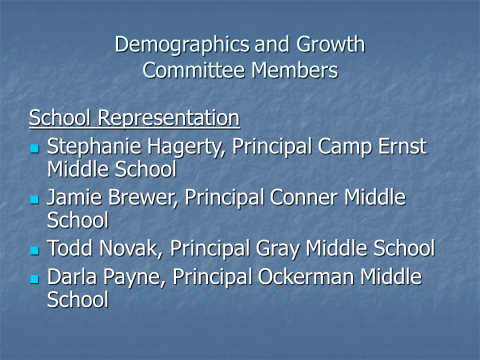 Demographics and Growth
Committee Members
School Representation
Stephanie Hagerty, Principal Camp Ernst
Middle School
Jamie Brewer, Principal Conner Middle
School
Todd Novak, Principal Gray Middle School
Darla Payne, Principal Ockerman Middle
School